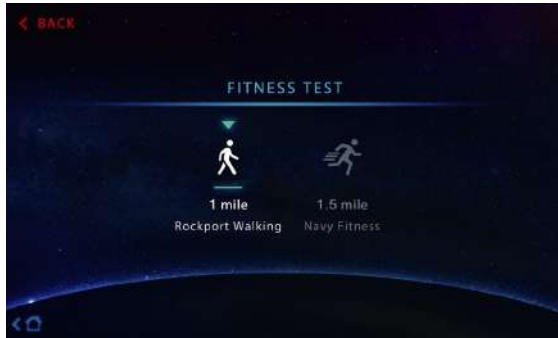 < BACK
FITNESS TEST
1 mile
1.5 mile
Rockport Walking
Navy Fitness